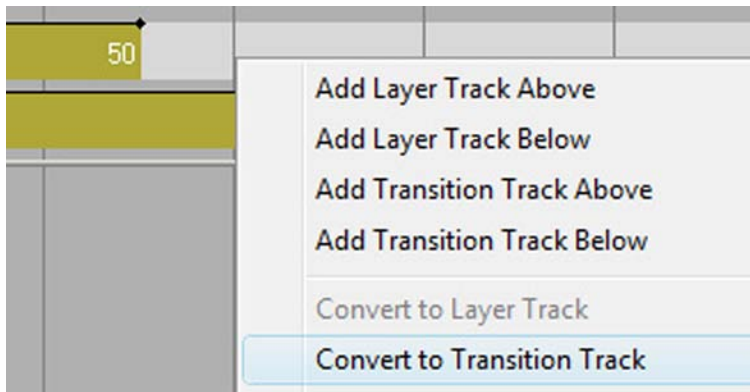 50
Add Layer Track Above
Add Layer Track Below
Add Transition Track Above
Add Transition Track Below
Convert to Layer Track
Convert to Transition Track